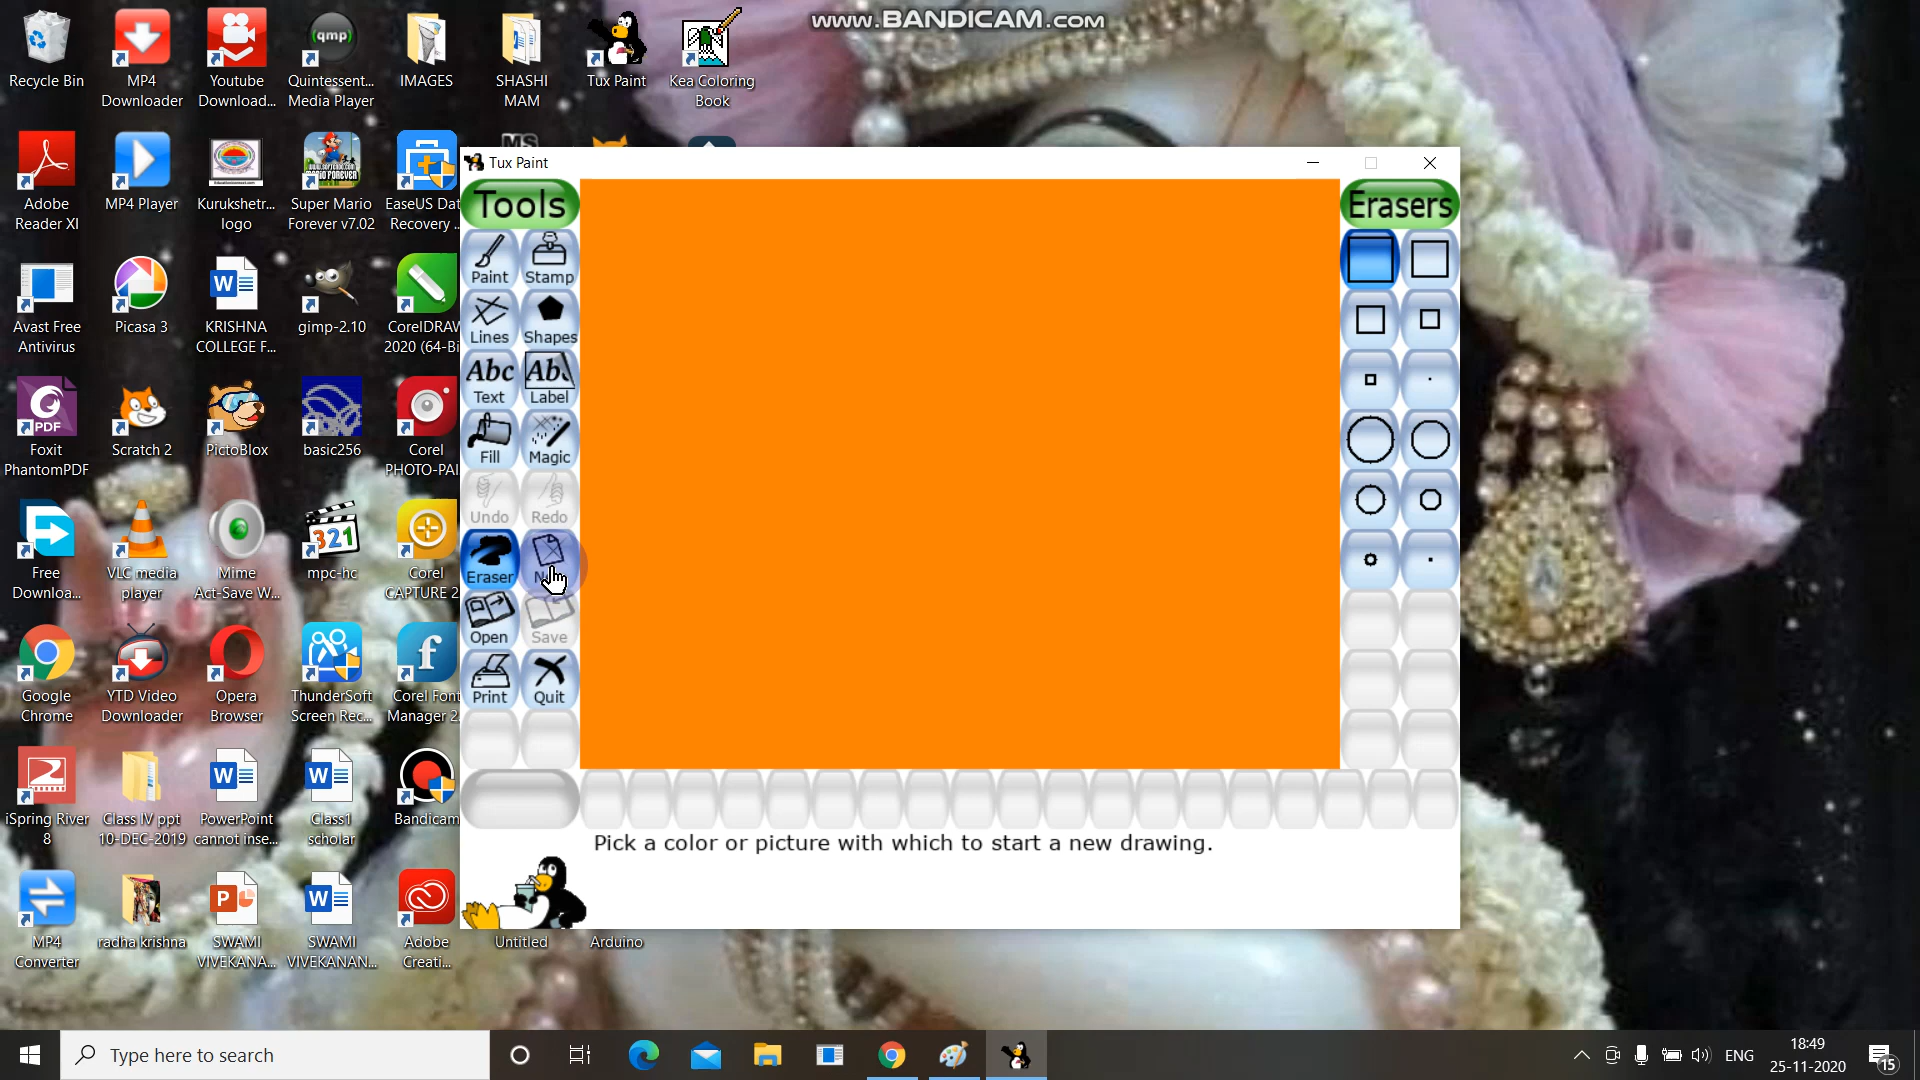 www.BANDICAM.com
Recycle Bin
MP4
Downloader
Youtube
Download...
qmp
Quintessent...
Media Player
IMAGES
SHASHI
MAM
Tux Paint
Kea Coloring
Book
Adobe
Reader XI
MP4 Player
Kurukshetr...
logo
Super Mario
Forever v7.02
EaseUS Dat
Recovery ..
MS
Avast Free
Antivirus
Picasa 3
KRISHNA
COLLEGE F...
gimp-2.10
CorelDRAW
2020 (64-Bi
PDF
Foxit
PhantomPDF
Scratch 2
PictoBlox
basic256
Corel
PHOTO-PAI
Free
Downloa...
VLC media
player
Mime
Act-Save W...
321
mpc-hc
Corel
CAPTURE 2
Google
Chrome
YTD Video
Downloader
Opera
Browser
ThunderSoft
Screen Rec...
Corel Font
Manager 2.
iSpring River
8
Class IV ppt
10-DEC-2019
PowerPoint
cannot inse...
Class1
scholar
Bandicam
MP4
Converter
radha krishna
SWAMI
VIVEKANA...
SWAMI
VIVEKANAN...
Adobe
Creati...
Untitled
Arduino
Tux Paint
Tools
Erasers
Paint
Stamp
Lines
Shapes
Abc
Text
Abc
Label
Fill
Magic
Undo
Redo
Eraser
Open
Save
Print
Quit
Pick a color or picture with which to start a new drawing.
Type here to search
ENG
18:49
25-11-2020
15